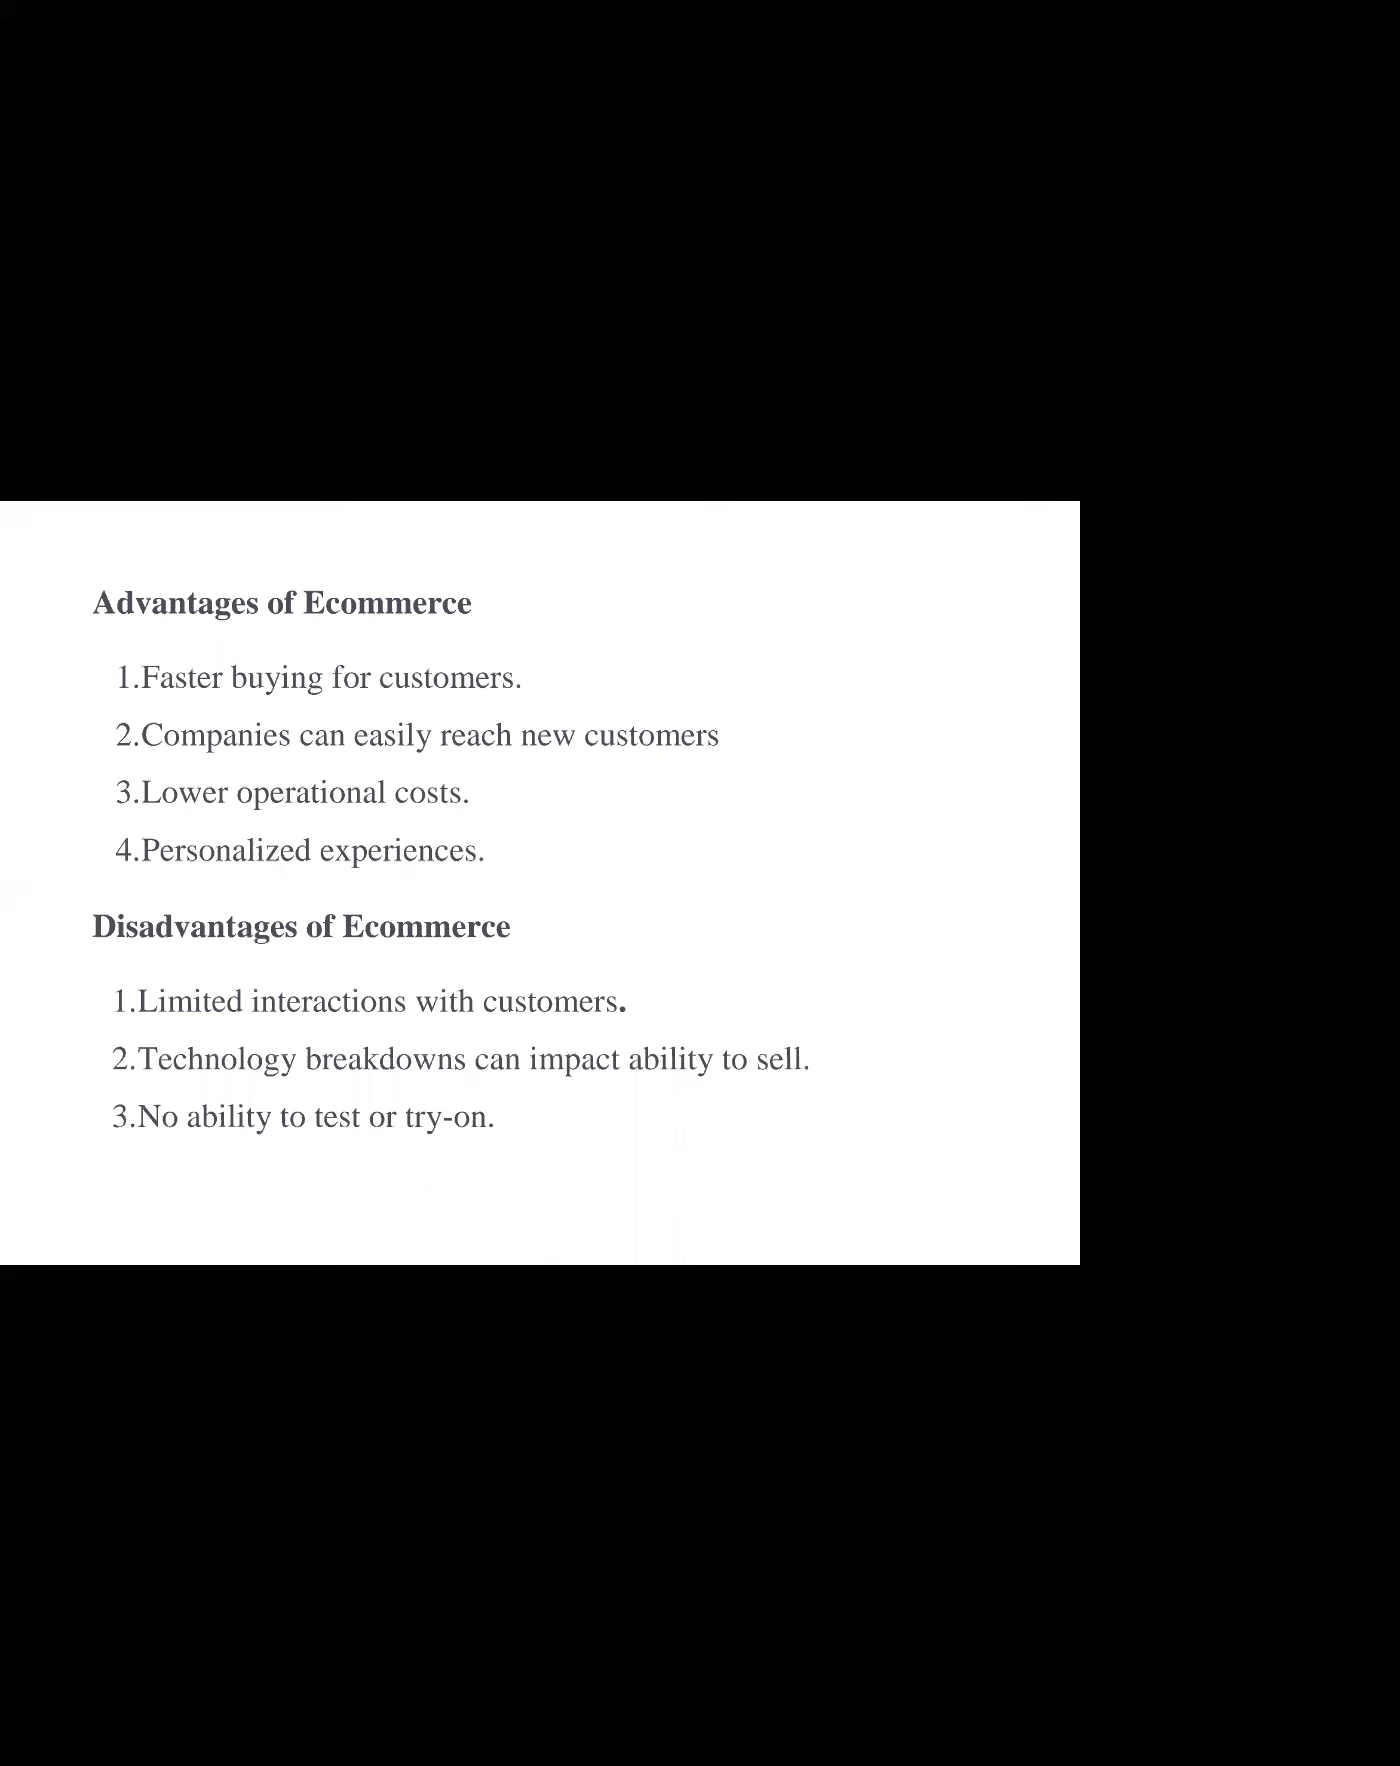 Advantages of Ecommerce
1.Faster buying for customers.
2.Companies can easily reach new customers
3.Lower operational costs.
4.Personalized experiences.
Disadvantages of Ecommerce
1.Limited interactions with customers.
2.Technology breakdowns can impact ability to sell.
3.No ability to test or try-on.